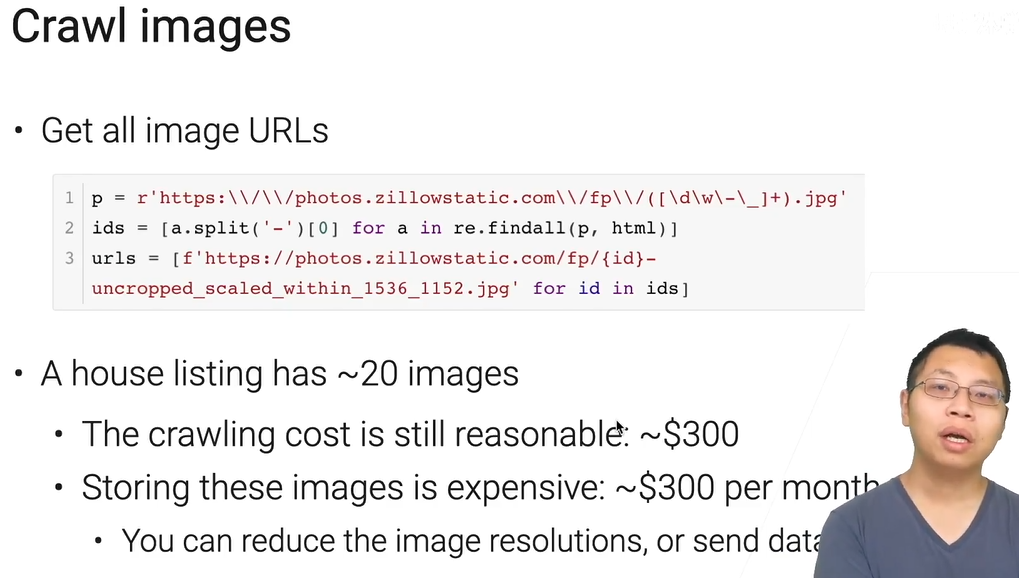 Crawl images
• Get all image URLs
1 p = r'https:\\/\\/photos.zillowstatic.com\\/fp\\/([\d\w\-\_]+).jpg'
2 ids = [a.split('-')[0] for a in re.findall(p, html)]
3 urls = [f'https://photos.zillowstatic.com/fp/{id}-
uncropped_scaled_within_1536_1152.jpg' for id in ids]
• A house listing has ~20 images
• The crawling cost is still reasonable: ~$300
• Storing these images is expensive: ~$300 per month
• You can reduce the image resolutions, or send data